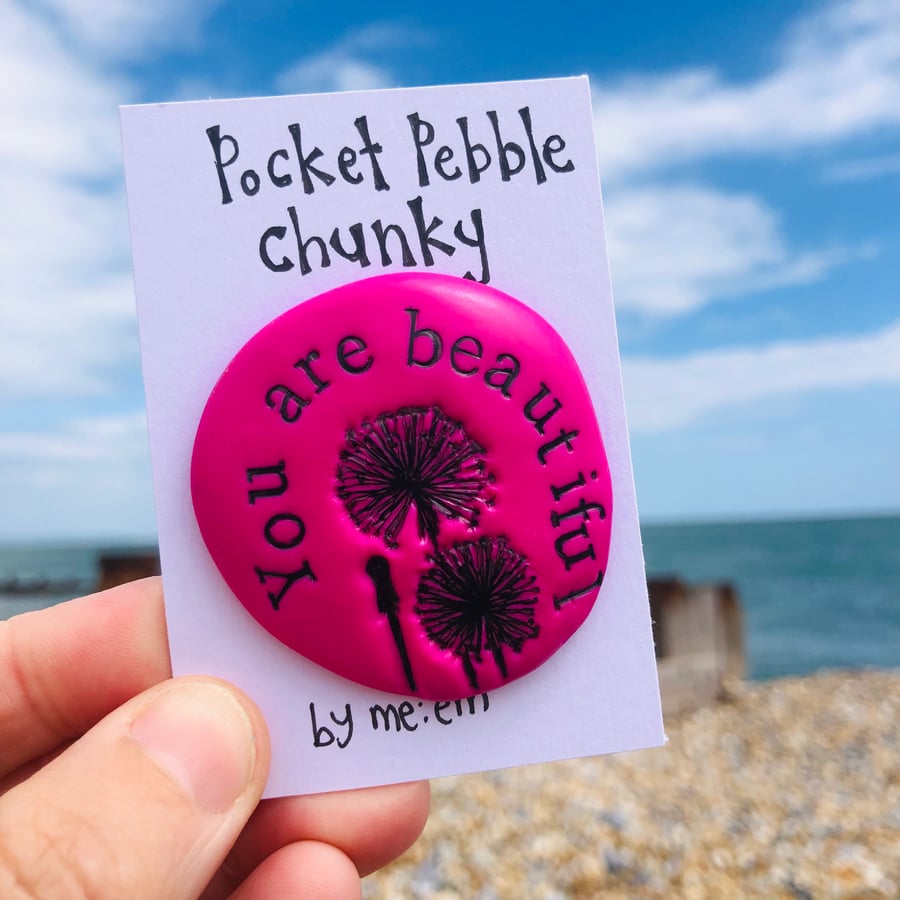 Pocket Pebble
chunky
You are beautiful
by me:em